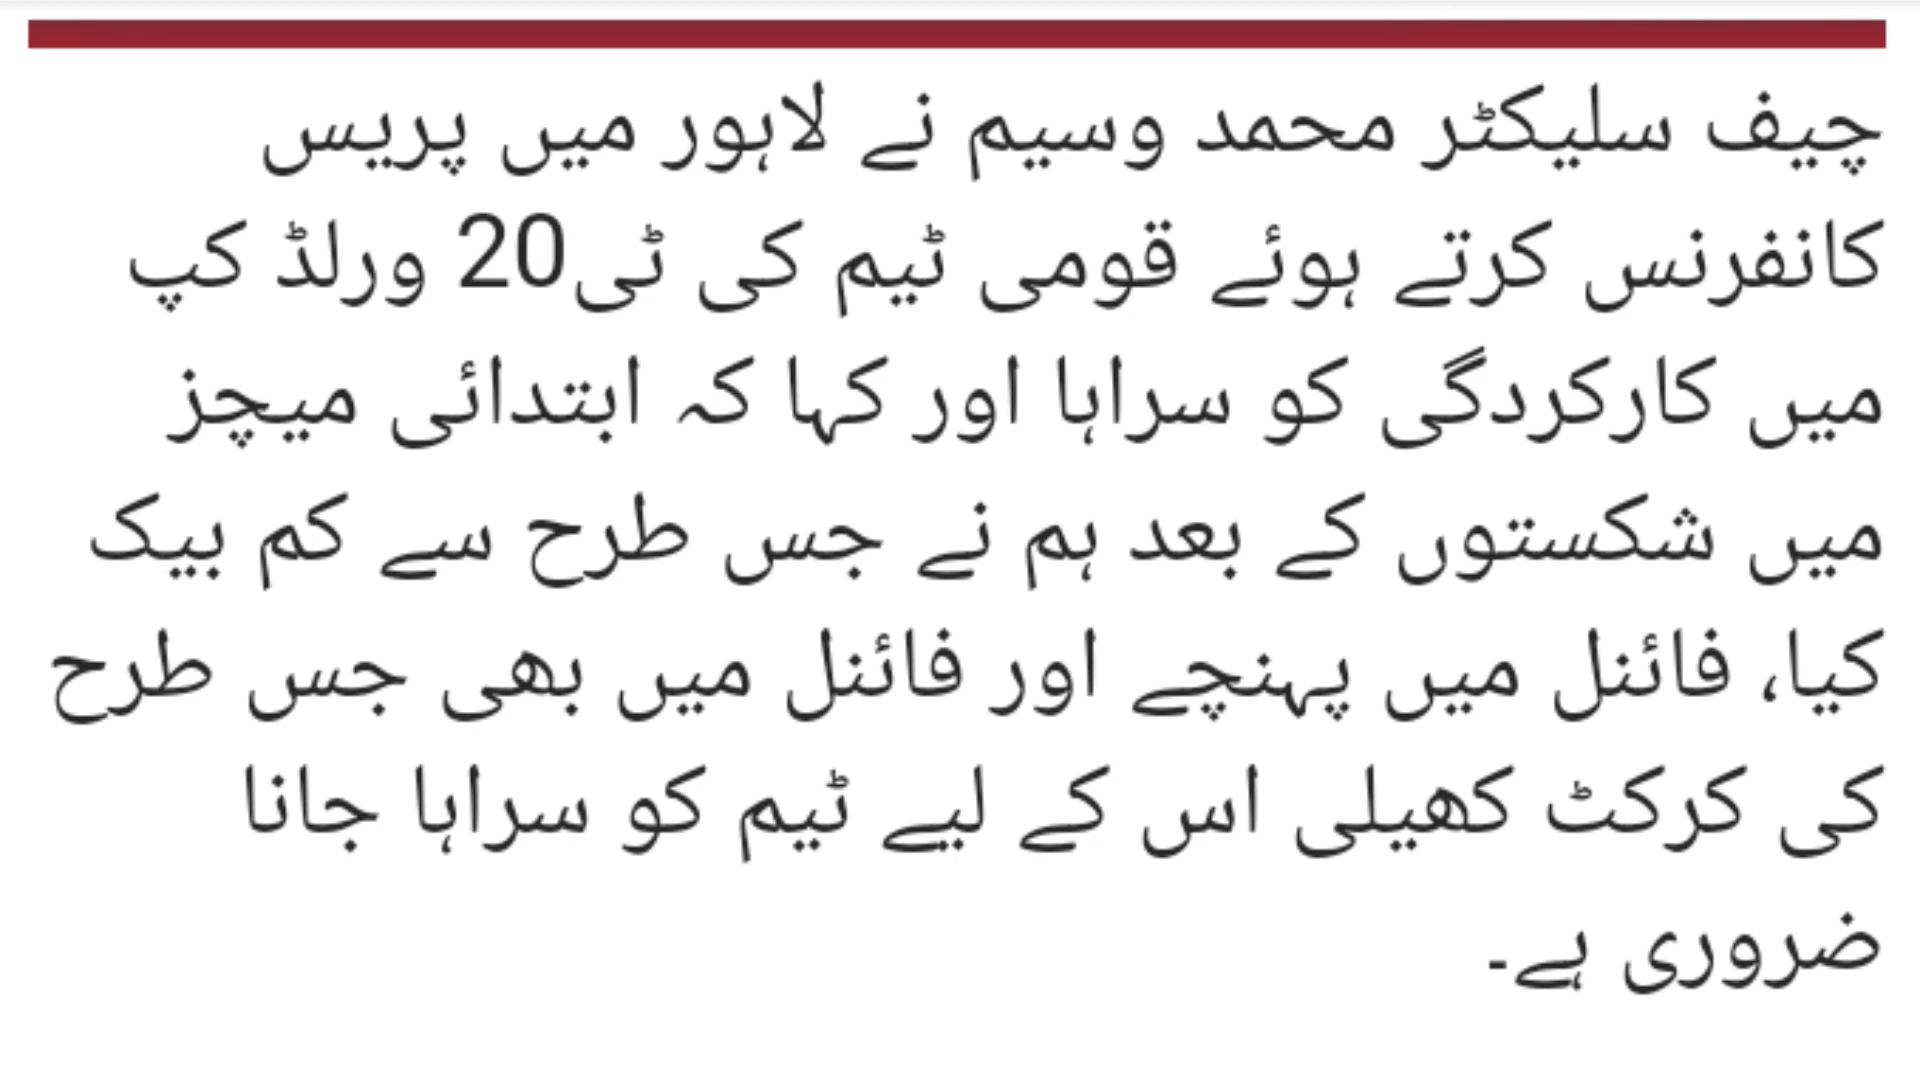 چیف سلیکٹر محمد وسیم نے لاہور میں پریس
کانفرنس کرتے ہوئے قومی ٹیم کی ٹی20 ورلڈ کپ
میں کارکردگی کو سراہا اور کہا کہ ابتدائی میچز
میں شکستوں کے بعد ہم نے جس طرح سے کم بیک
کیا، فائنل میں پہنچے اور فائنل میں بھی جس طرح
کی کرکٹ کھیلی اس کے لیے ٹیم کو سراہا جانا
ضروری ہے۔